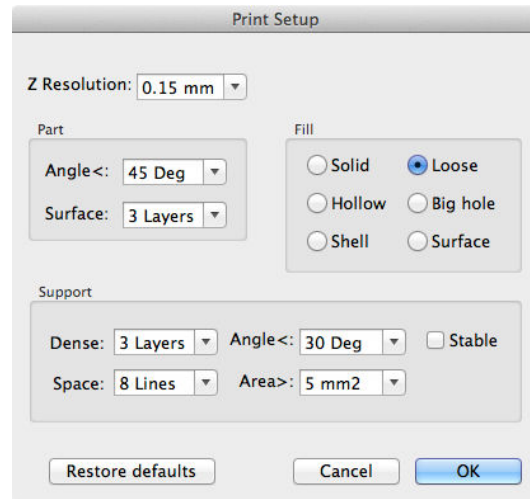 Print Setup
Z Resolution: 0.15 mm
Part
Angle<: 45 Deg
Surface: 3 Layers
Fill
Solid Loose
Hollow Big hole
Shell Surface
Support
Dense: 3 Layers Angle<: 30 Deg Stable
Space: 8 Lines Area>: 5 mm2
Restore defaults Cancel OK